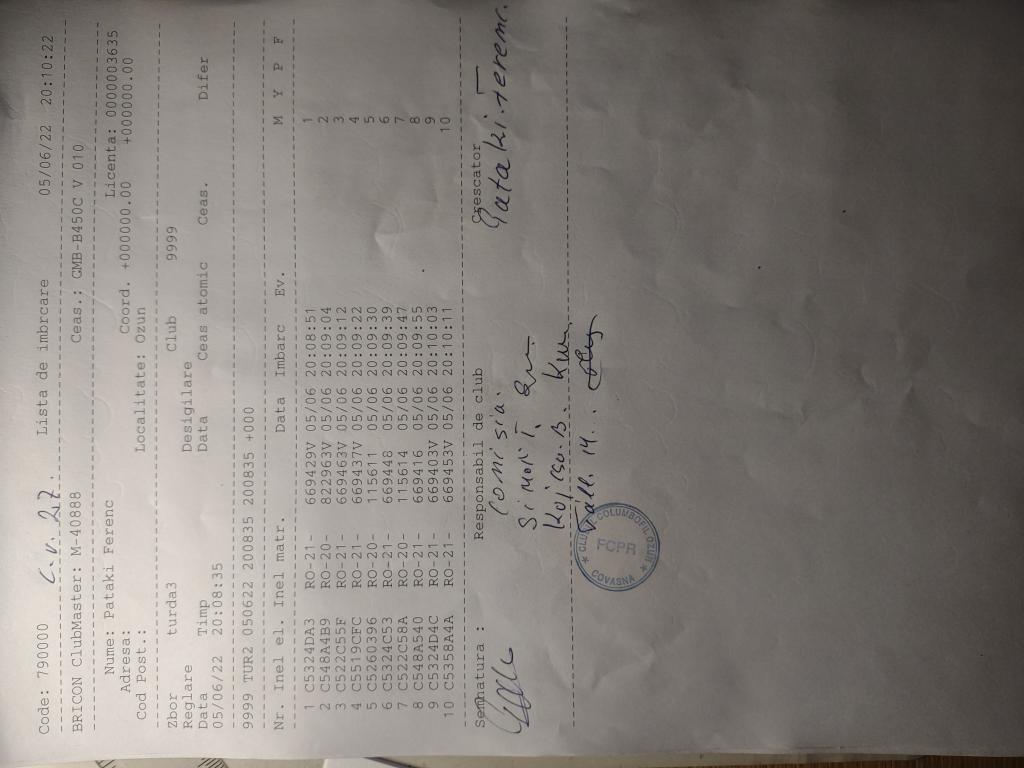 Code: 790000 C.v. 27. Lista de imbrcare 05/06/22 20:10:22
BRICON ClubMaster: M-40888 Ceas.: CMB-B450C V 010
Nume: Pataki Ferenc Licenta: 00000003635
Adresa: Coord. +000000.00 +000000.00
Cod Post.: Localitate: Ozun
Zbor turda3 Club 9999
Reglare Desigilare
Data Timp Data Ceas atomic Ceas. Difer
05/06/22 20:08:35
9999 TUR2 050622 200835 200835 +000
Nr. Inel el. Inel matr. Data Imbarc Ev. M Y P F
1 C5324DA3 RO-21- 669429V 05/06 20:08:51 1
2 C548A4B9 RO-20- 822963V 05/06 20:09:04 2
3 C522C55F RO-21- 669463V 05/06 20:09:12 3
4 C519CFC RO-21- 669437V 05/06 20:09:22 4
5 C5260396 RO-20- 115611 05/06 20:09:30 5
6 C5324C53 RO-21- 669448 05/06 20:09:39 6
7 C522C58A RO-20- 115614 05/06 20:09:47 7
8 C548A540 RO-21- 669416 05/06 20:09:55 8
9 C5324D4C RO-21- 669403V 05/06 20:10:03 9
10 C5358A4A RO-21- 669453V 05/06 20:10:11 10
Semnatura : Responsabil de club Crescator
Comisia: Pataki Ferenc
Simon I.
B.
FCPR
COVASNA